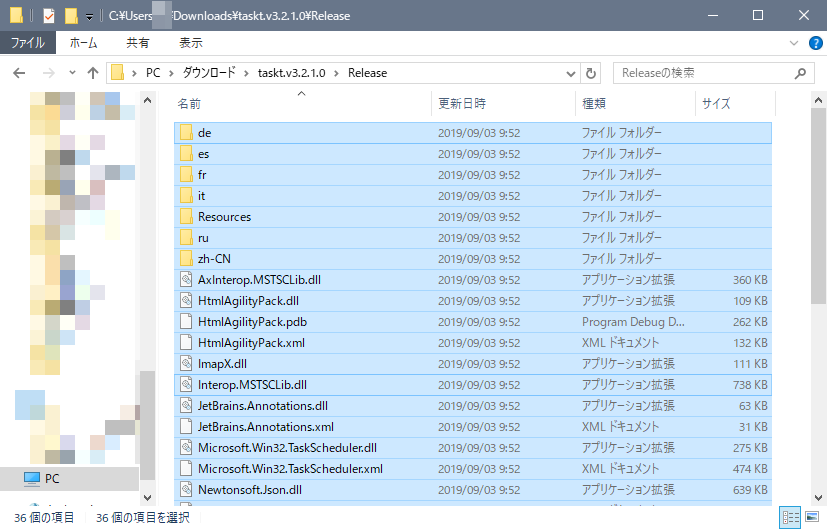 C:¥Users¥ ¥Downloads¥taskt.v3.2.1.0¥Release
ファイル ホーム 共有 表示
PC › ダウンロード › taskt.v3.2.1.0 › Release Releaseの検索
名前 更新日時 種類 サイズ
de 2019/09/03 9:52 ファイル フォルダー
es 2019/09/03 9:52 ファイル フォルダー
fr 2019/09/03 9:52 ファイル フォルダー
it 2019/09/03 9:52 ファイル フォルダー
Resources 2019/09/03 9:52 ファイル フォルダー
ru 2019/09/03 9:52 ファイル フォルダー
zh-CN 2019/09/03 9:52 ファイル フォルダー
AxInterop.MSTSCLib.dll 2019/09/03 9:52 アプリケーション拡張 360 KB
HtmlAgilityPack.dll 2019/09/03 9:52 アプリケーション拡張 109 KB
HtmlAgilityPack.pdb 2019/09/03 9:52 Program Debug D... 262 KB
HtmlAgilityPack.xml 2019/09/03 9:52 XML ドキュメント 132 KB
ImapX.dll 2019/09/03 9:52 アプリケーション拡張 111 KB
Interop.MSTSCLib.dll 2019/09/03 9:52 アプリケーション拡張 738 KB
JetBrains.Annotations.dll 2019/09/03 9:52 アプリケーション拡張 63 KB
JetBrains.Annotations.xml 2019/09/03 9:52 XML ドキュメント 31 KB
Microsoft.Win32.TaskScheduler.dll 2019/09/03 9:52 アプリケーション拡張 275 KB
Microsoft.Win32.TaskScheduler.xml 2019/09/03 9:52 XML ドキュメント 474 KB
PC
Newtonsoft.Json.dll 2019/09/03 9:52 アプリケーション拡張 639 KB
36 個の項目 36 個の項目を選択